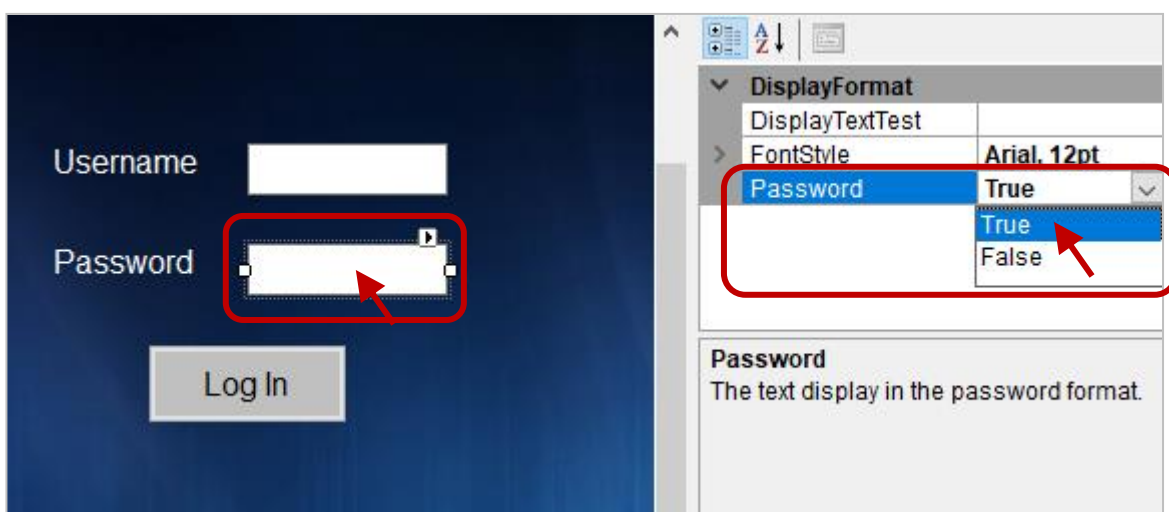 Username
Password
Log In
DisplayFormat
DisplayTextTest
FontStyle Arial, 12pt
Password True
True
False
Password
The text display in the password format.